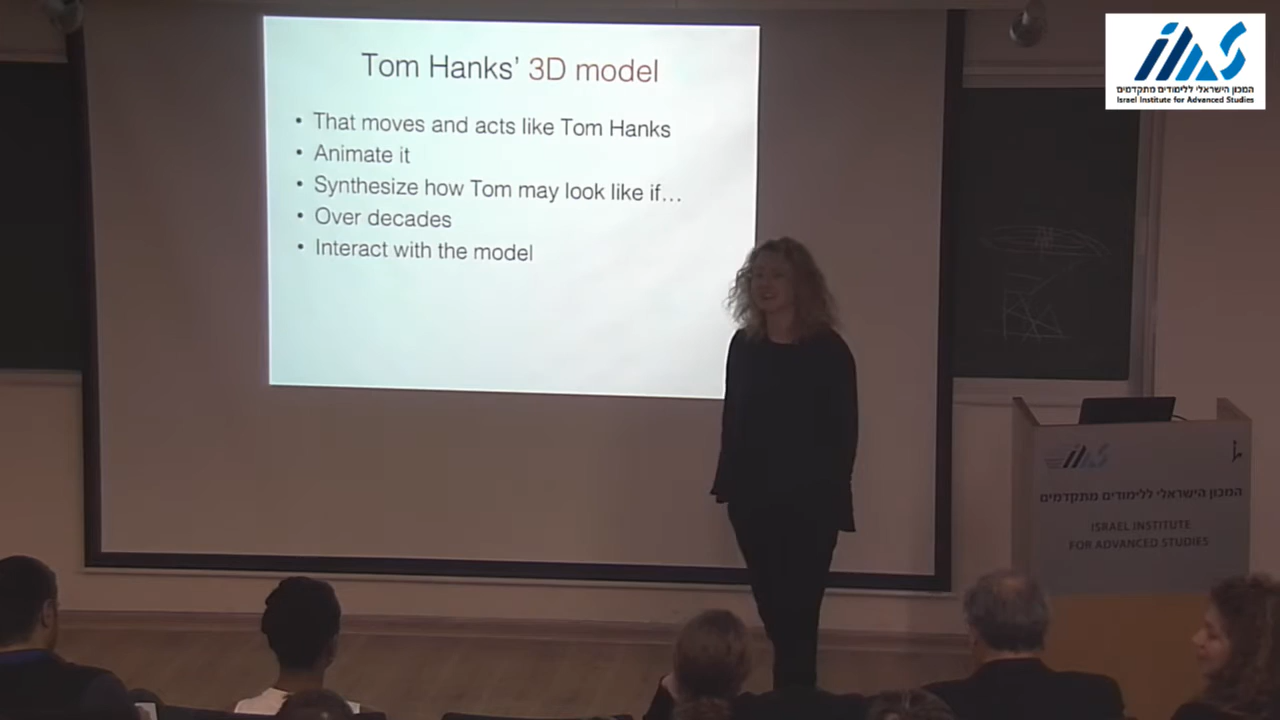 Tom Hanks' 3D model
• That moves and acts like Tom Hanks
• Animate it
• Synthesize how Tom may look like if…
• Over decades
• Interact with the model
המכון הישראלי ללימודים מתקדמים
Israel Institute for Advanced Studies
המכון הישראלי ללימודים מתקדמים
ISRAEL INSTITUTE
FOR ADVANCED STUDIES